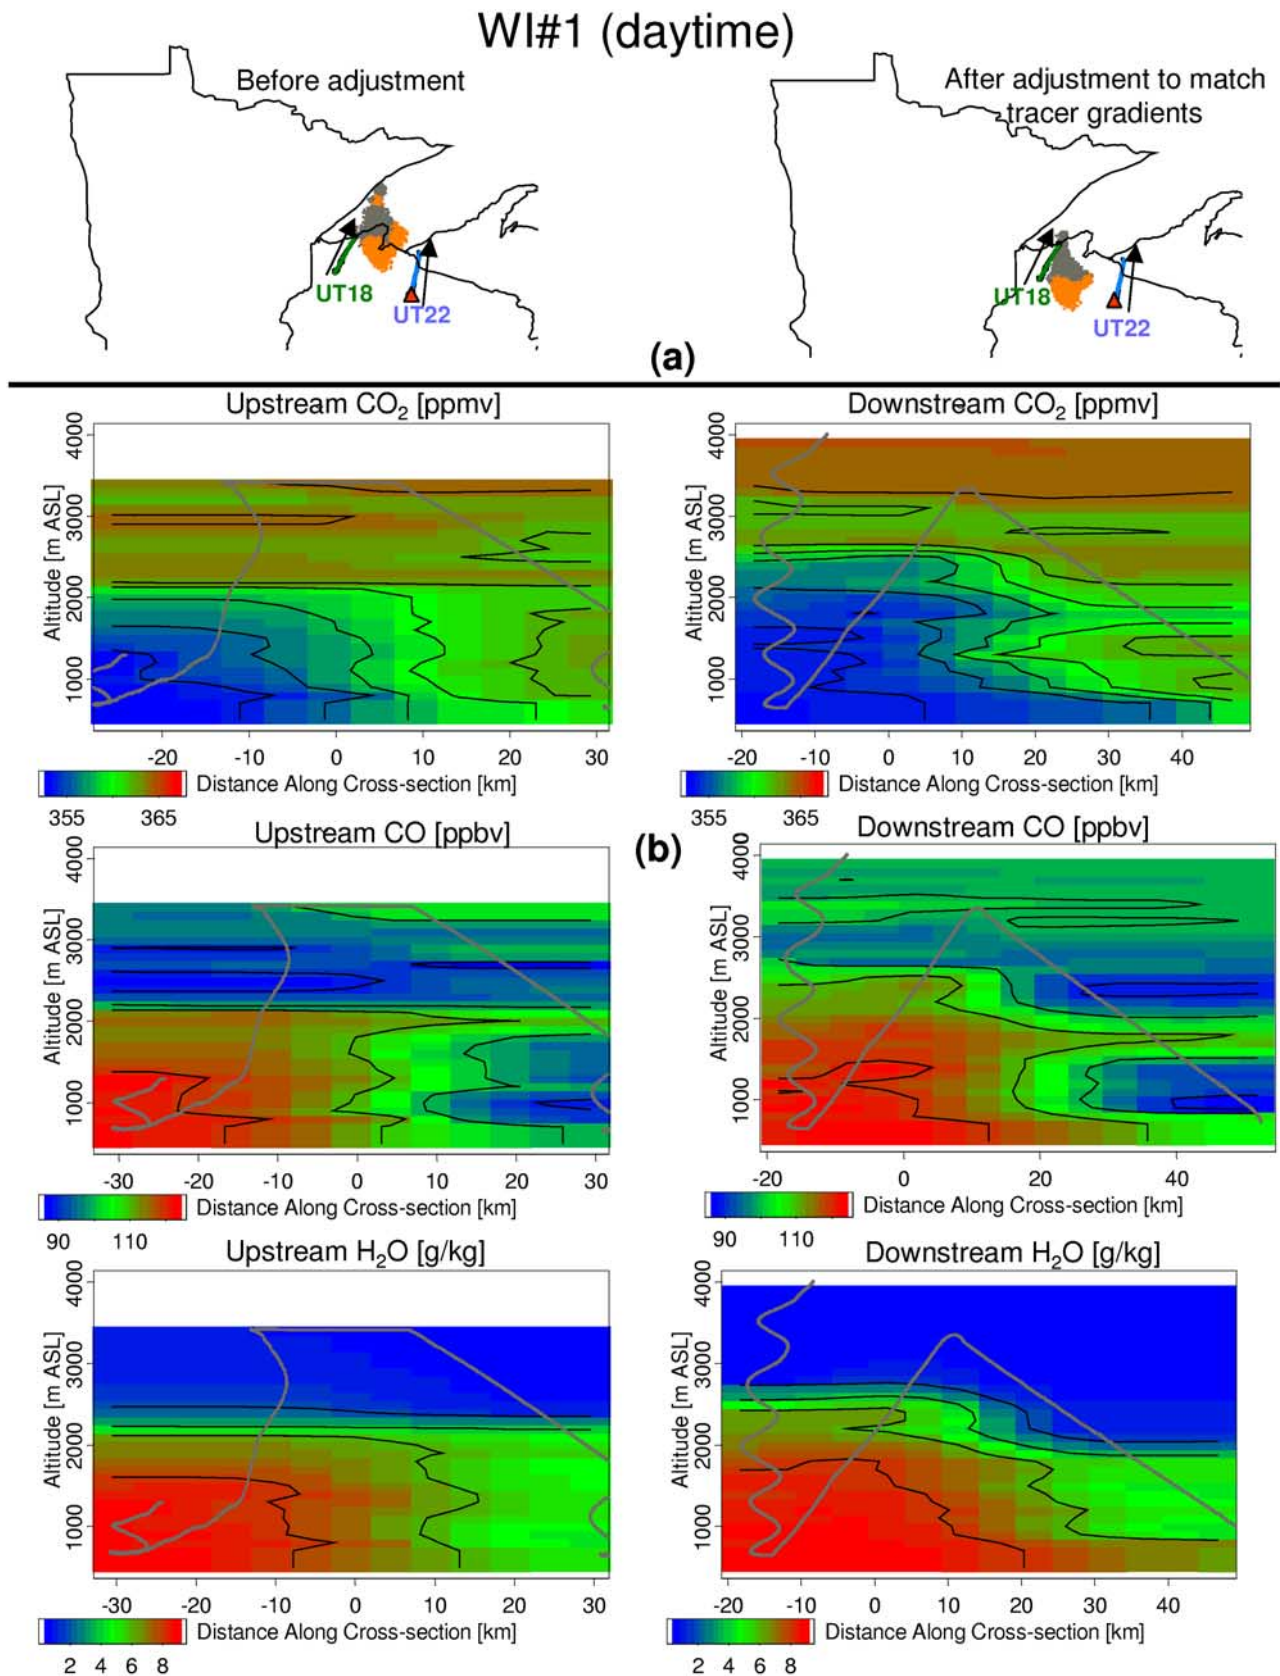 WI#1 (daytime)
Before adjustment
After adjustment to match
tracer gradients
UT18
UT22
UT18
UT22
(a)
Upstream CO₂ [ppmv]
Altitude [m ASL]
4000
3000
2000
1000
-20 -10 0 10 20 30
Distance Along Cross-section [km]
355 365
Downstream CO₂ [ppmv]
Altitude [m ASL]
4000
3000
2000
1000
-20 -10 0 10 20 30 40
Distance Along Cross-section [km]
355 365
(b)
Upstream CO [ppbv]
Altitude [m ASL]
4000
3000
2000
1000
-30 -20 -10 0 10 20 30
Distance Along Cross-section [km]
90 110
Downstream CO [ppbv]
Altitude [m ASL]
4000
3000
2000
1000
-20 0 20 40
Distance Along Cross-section [km]
90 110
Upstream H₂O [g/kg]
Altitude [m ASL]
4000
3000
2000
1000
-30 -20 -10 0 10 20 30
Distance Along Cross-section [km]
2 4 6 8
Downstream H₂O [g/kg]
Altitude [m ASL]
4000
3000
2000
1000
-20 -10 0 10 20 30 40
Distance Along Cross-section [km]
2 4 6 8